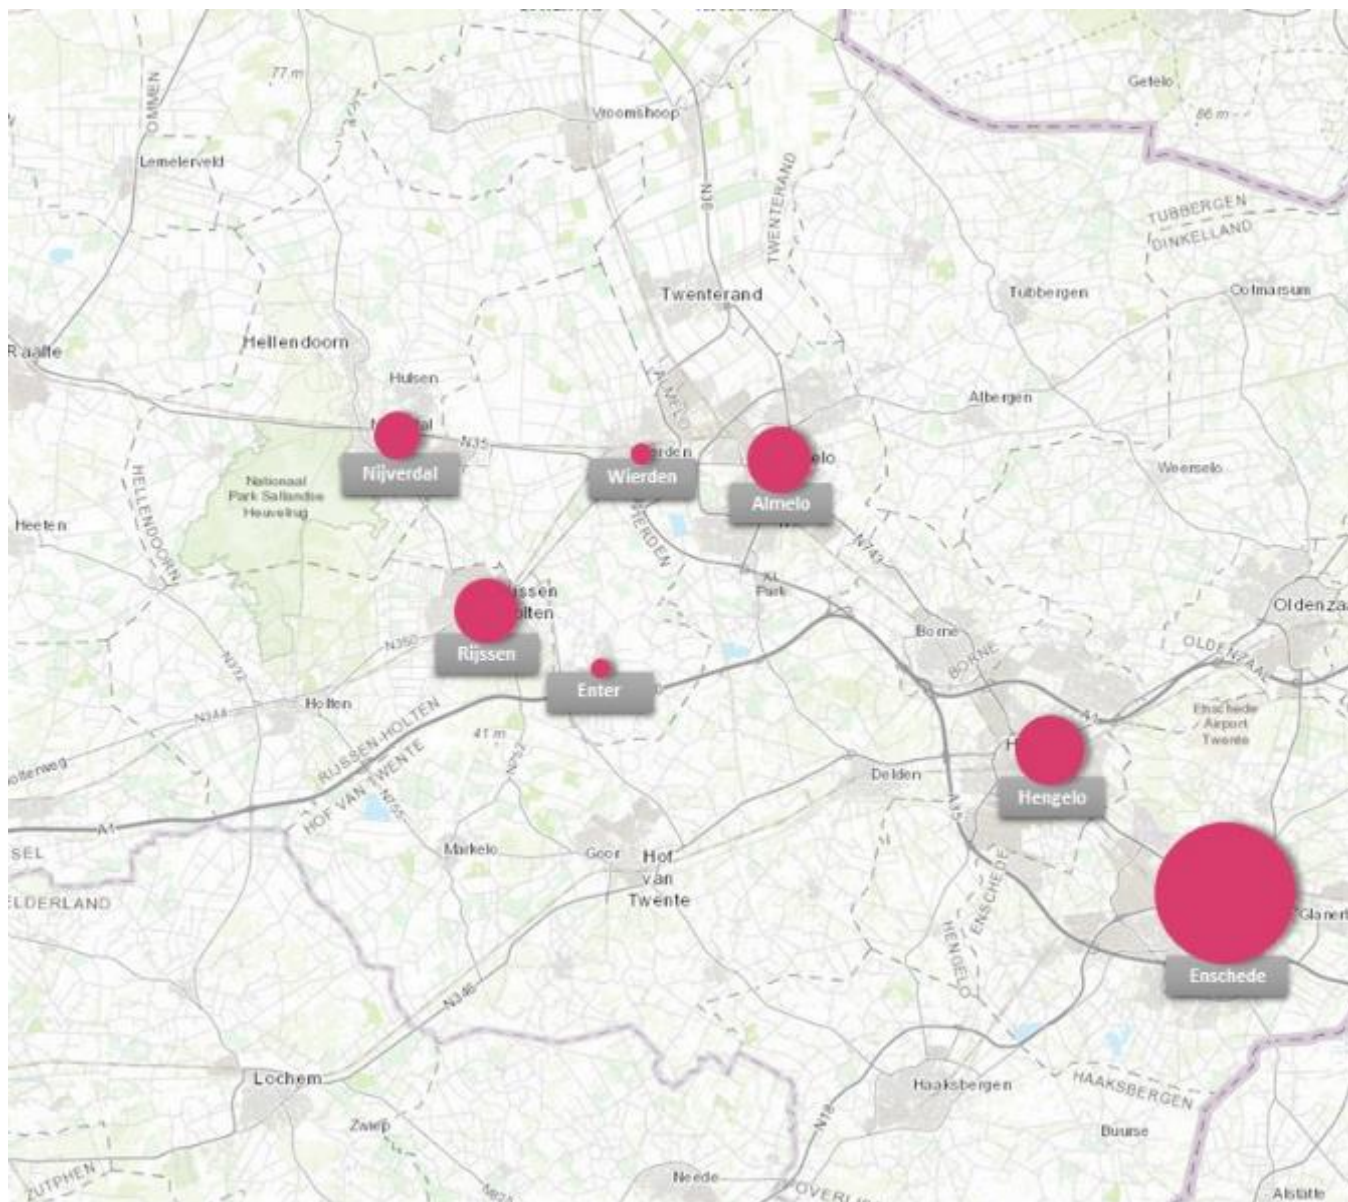 77 m
Getelo
OMMEN
Vroomshoop
86 m
Lemelerveld
N36
TWENTERAND
TUBBERGEN
DINKELLAND
Twenterand
Tubbergen
Ootmarsum
Hellendoorn
Raalte
Hulsen
ALMELO
Albergen
N35
Nijverdal
Wierden
Almelo
Weerselo
Nationaal
Park Sallandse
Heuvelrug
HELLENDOORN
Heeten
WIERDEN
N743
XL
Park
Rijssen
Oldenzaal
Borne
BORNE
OLDENZAAL
N350
N332
Enter
Holten
N344
RIJSSEN-HOLTEN
HOF VAN TWENTE
41 m
N755
Enschede
Airport
Twente
A1
Delden
Hengelo
A35
A1
Markelo
Goor
Hof
van
Twente
ENSCHEDE
HENGELO
Enschede
N346
Lochem
Haaksbergen
HAAKSBERGEN
N18
Zwiep
Buurse
Neede
ZUTPHEN